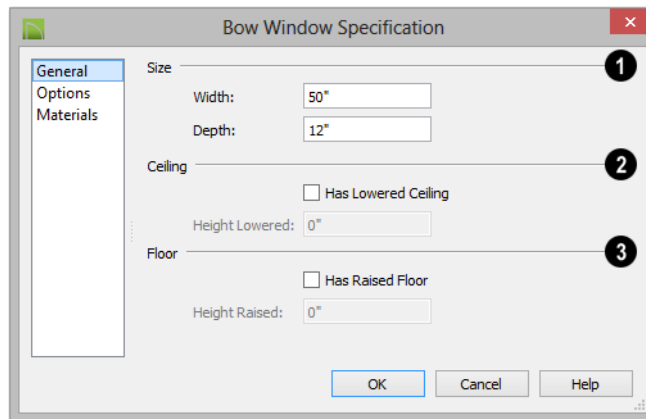 Bow Window Specification
General
Options
Materials
Size
1
Width: 50"
Depth: 12"
Ceiling
2
Has Lowered Ceiling
Height Lowered: 0"
Floor
3
Has Raised Floor
Height Raised: 0"
OK Cancel Help